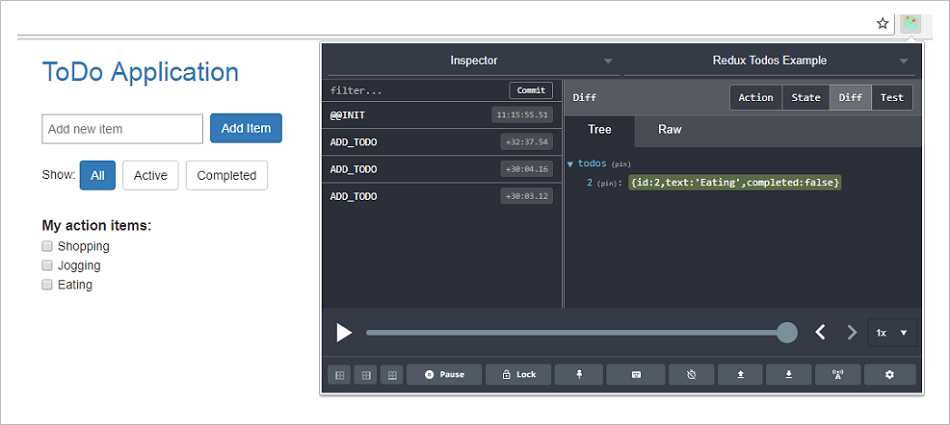 ToDo Application
Add new item
Add Item
Show: All Active Completed
My action items:
Shopping
Jogging
Eating
Inspector
Redux Todos Example
filter...
Commit
@@INIT
11:15:55.51
ADD_TODO
+32:37.54
ADD_TODO
+30:04.16
ADD_TODO
+30:03.12
Diff
Action State Diff Test
Tree Raw
todos (pin)
2 (pin): {id:2,text:'Eating',completed:false}
1x
Pause
Lock